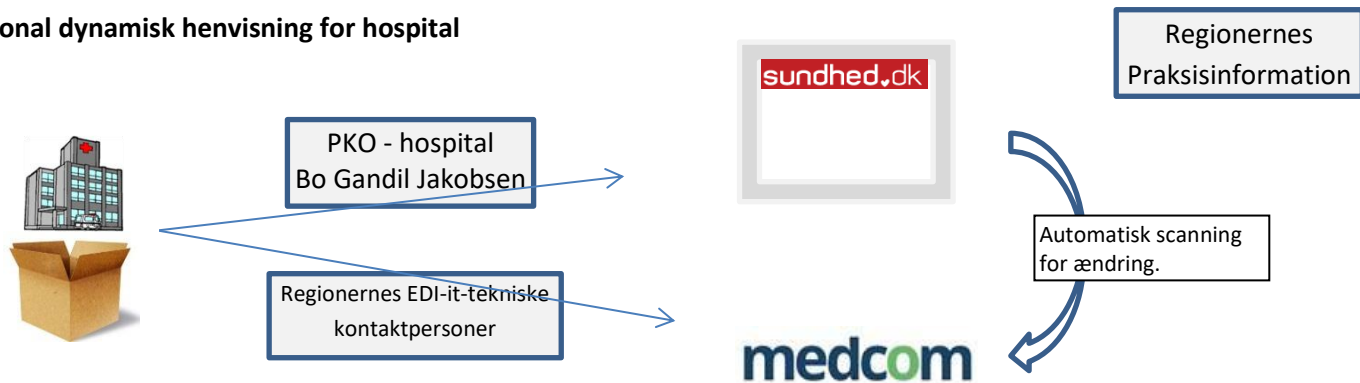 onal dynamisk henvisning for hospital
Regionernes
Praksisinformation
sundhed.dk
PKO - hospital
Bo Gandil Jakobsen
Automatisk scanning
for ændring.
Regionernes EDI-it-tekniske
kontaktpersoner
medcom